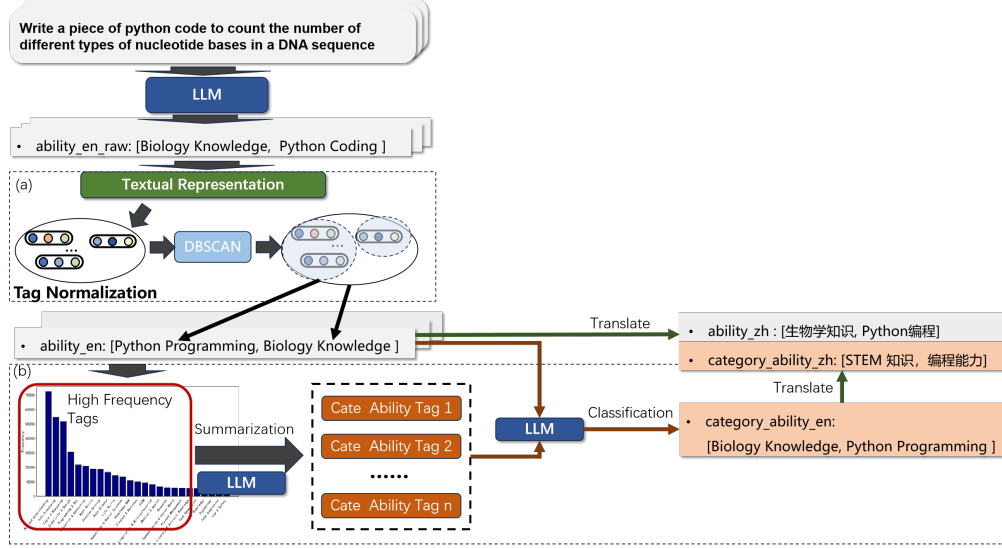 Write a piece of python code to count the number of
different types of nucleotide bases in a DNA sequence
LLM
• ability_en_raw: [Biology Knowledge, Python Coding ]
(a)
Textual Representation
...
DBSCAN
...
Tag Normalization
• ability_en: [Python Programming, Biology Knowledge ]
Translate
• ability_zh : [生物学知识, Python编程]
• category_ability_zh: [STEM 知识，编程能力]
Translate
(b)
High Frequency
Tags
Summarization
LLM
Cate Ability Tag 1
Cate Ability Tag 2
......
Cate Ability Tag n
LLM
Classification
• category_ability_en:
[Biology Knowledge, Python Programming ]